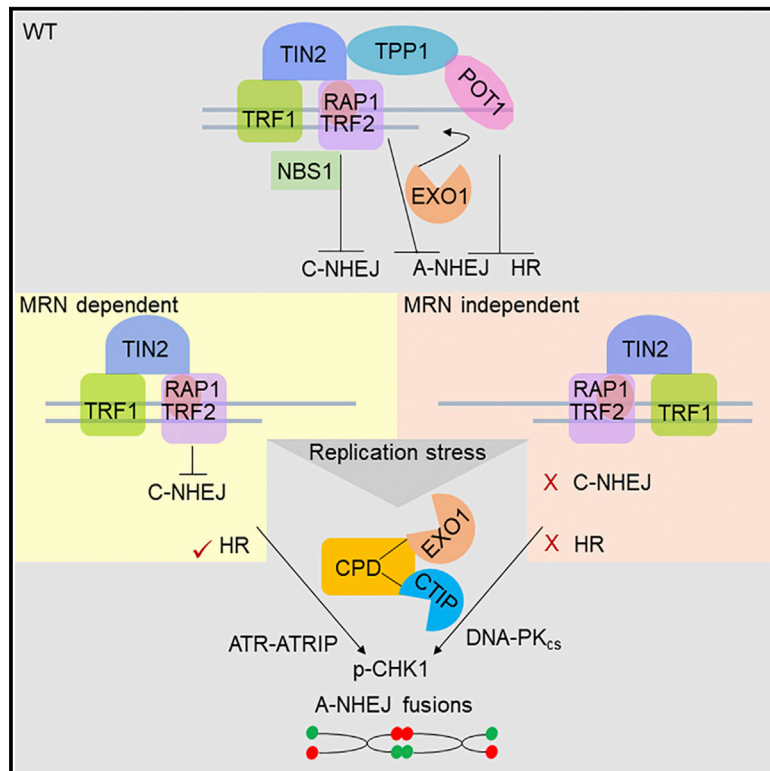 WT
TIN2
TPP1
POT1
RAP1
TRF1
TRF2
NBS1
EXO1
C-NHEJ
A-NHEJ
HR
MRN dependent
TIN2
RAP1
TRF1
TRF2
C-NHEJ
✓ HR
MRN independent
TIN2
RAP1
TRF2
TRF1
X C-NHEJ
X HR
Replication stress
EXO1
CPD
CTIP
ATR-ATRIP
DNA-PKcs
p-CHK1
A-NHEJ fusions